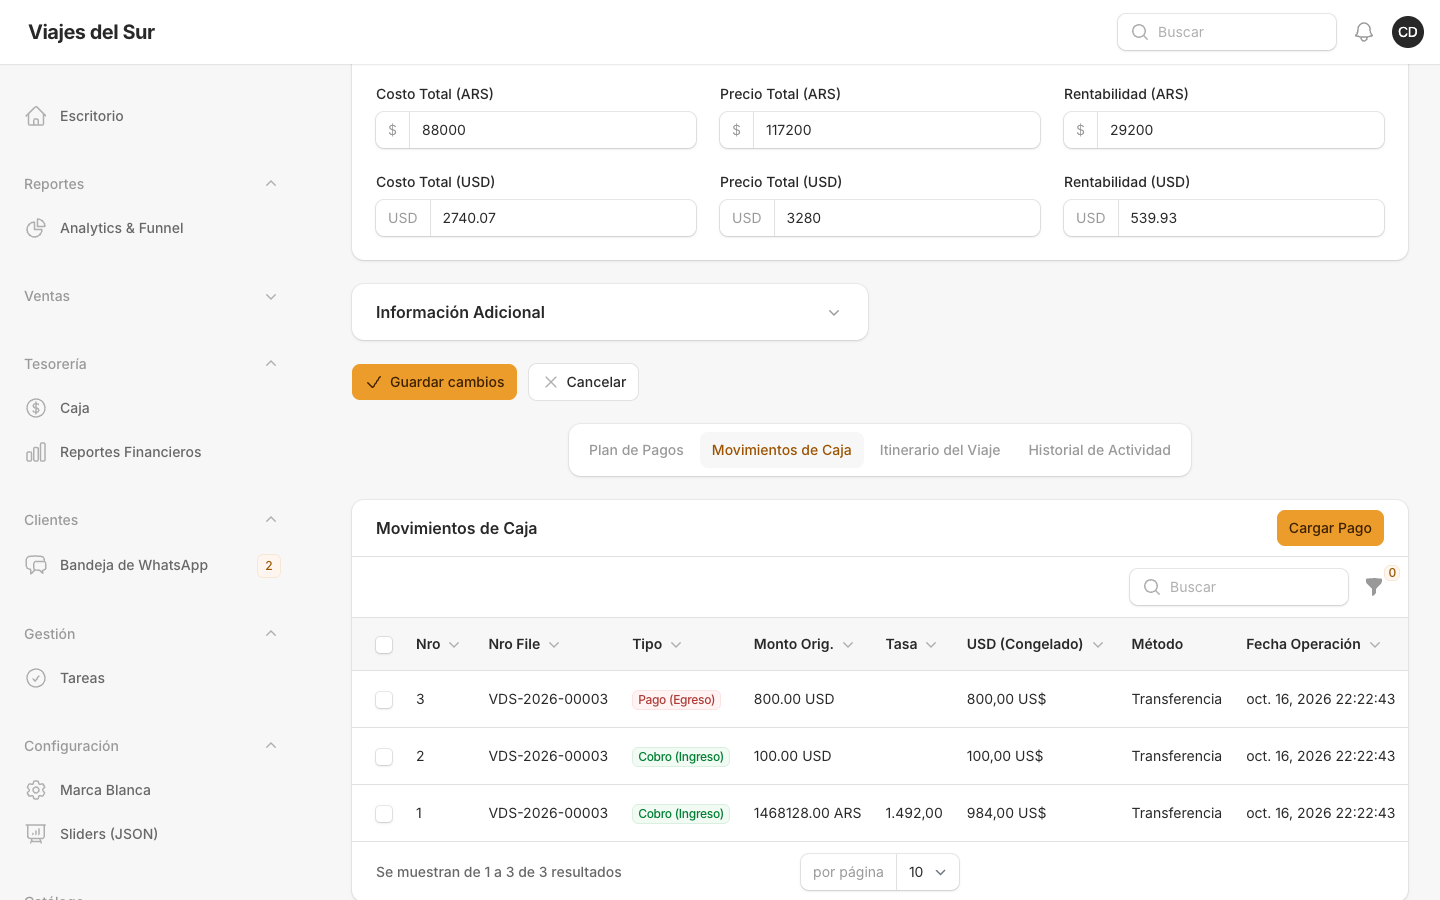 Viajes del Sur
Buscar
CD
Escritorio
Reportes
Analytics & Funnel
Ventas
Tesorería
Caja
Reportes Financieros
Clientes
Bandeja de WhatsApp
2
Gestión
Tareas
Configuración
Marca Blanca
Sliders (JSON)
Costo Total (ARS)
$ 88000
Precio Total (ARS)
$ 117200
Rentabilidad (ARS)
$ 29200
Costo Total (USD)
USD 2740.07
Precio Total (USD)
USD 3280
Rentabilidad (USD)
USD 539.93
Información Adicional
Guardar cambios
Cancelar
Plan de Pagos
Movimientos de Caja
Itinerario del Viaje
Historial de Actividad
Movimientos de Caja
Cargar Pago
Buscar
0
Nro Nro File Tipo Monto Orig. Tasa USD (Congelado) Método Fecha Operación
3 VDS-2026-00003 Pago (Egreso) 800.00 USD 800,00 US$ Transferencia oct. 16, 2026 22:22:43
2 VDS-2026-00003 Cobro (Ingreso) 100.00 USD 100,00 US$ Transferencia oct. 16, 2026 22:22:43
1 VDS-2026-00003 Cobro (Ingreso) 1468128.00 ARS 1.492,00 984,00 US$ Transferencia oct. 16, 2026 22:22:43
Se muestran de 1 a 3 de 3 resultados
por página 10